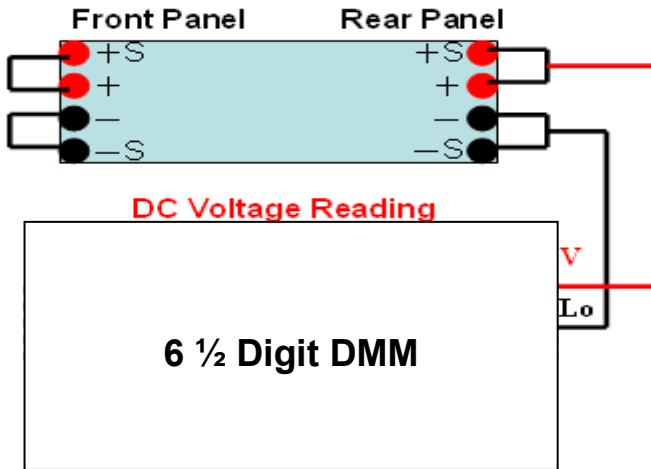 Front Panel Rear Panel
+S +S
+ +
− −
−S −S
DC Voltage Reading
V
Lo
6 ½ Digit DMM